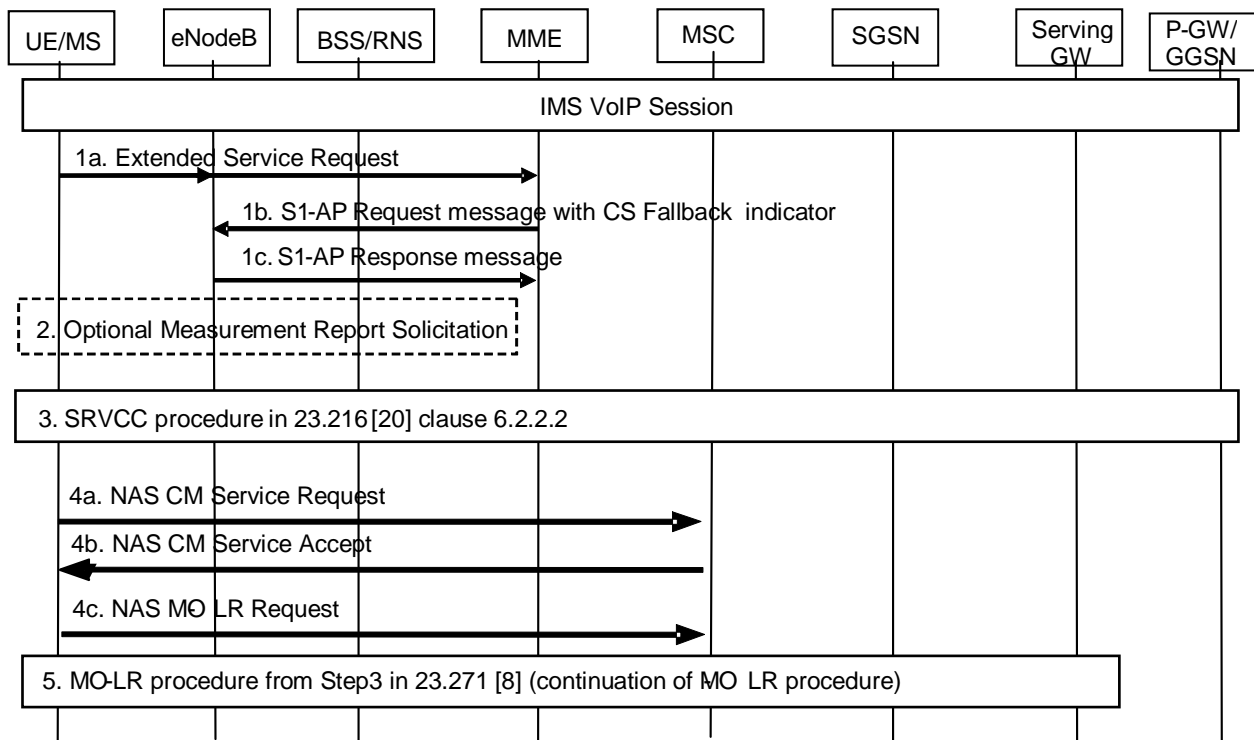 UE/MS
eNodeB
BSS/RNS
MME
MSC
SGSN
Serving
GW
P-GW/
GGSN
IMS VoIP Session
1a. Extended Service Request
1b. S1-AP Request message with CS Fallback indicator
1c. S1-AP Response message
2. Optional Measurement Report Solicitation
3. SRVCC procedure in 23.216 [20] clause 6.2.2.2
4a. NAS CM Service Request
4b. NAS CM Service Accept
4c. NAS MO-LR Request
5. MO-LR procedure from Step3 in 23.271 [8] (continuation of MO-LR procedure)